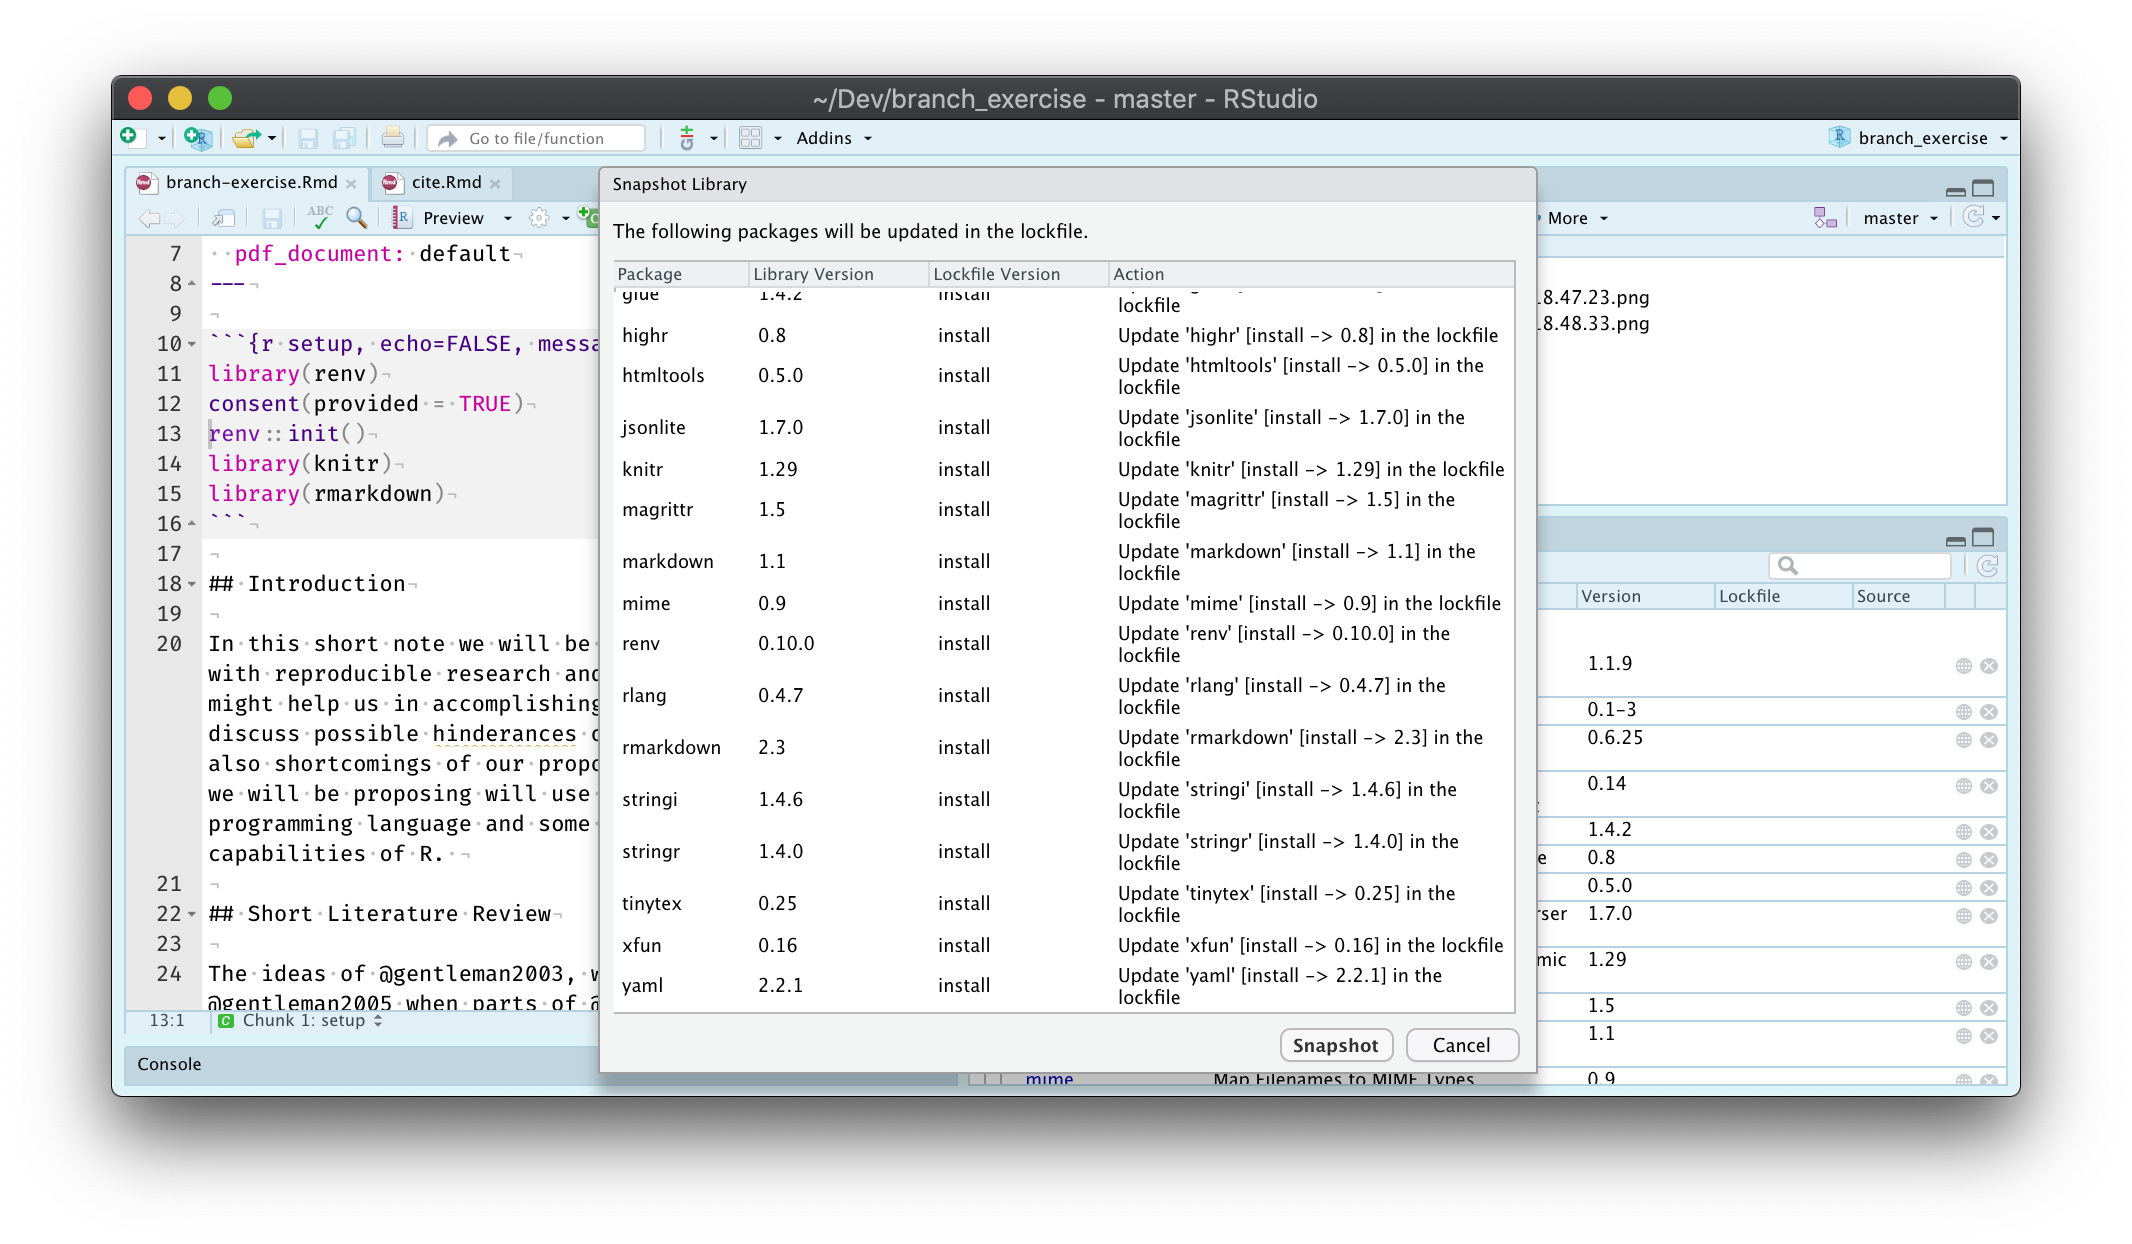 ~/Dev/branch_exercise - master - RStudio
Go to file/function
Addins
branch_exercise
branch-exercise.Rmd
cite.Rmd
ABC
Preview
7 pdf_document: default
8 ---
9
10 ```{r setup, echo=FALSE, messa
11 library(renv)
12 consent(provided = TRUE)
13 renv::init()
14 library(knitr)
15 library(rmarkdown)
16 ```
17
18 ## Introduction
19
20 In this short note we will be
with reproducible research and
might help us in accomplishing
discuss possible hinderances
also shortcomings of our propo
we will be proposing will use
programming language and some
capabilities of R.
21
22 ## Short Literature Review
23
24 The ideas of @gentleman2003, w
@gentleman2005 when parts of @
13:1 Chunk 1: setup
Console
Snapshot Library
The following packages will be updated in the lockfile.
Package Library Version Lockfile Version Action
glue 1.4.2 install
lockfile
highr 0.8 install Update 'highr' [install -> 0.8] in the lockfile
htmltools 0.5.0 install Update 'htmltools' [install -> 0.5.0] in the
lockfile
jsonlite 1.7.0 install Update 'jsonlite' [install -> 1.7.0] in the
lockfile
knitr 1.29 install Update 'knitr' [install -> 1.29] in the lockfile
magrittr 1.5 install Update 'magrittr' [install -> 1.5] in the
lockfile
markdown 1.1 install Update 'markdown' [install -> 1.1] in the
lockfile
mime 0.9 install Update 'mime' [install -> 0.9] in the lockfile
renv 0.10.0 install Update 'renv' [install -> 0.10.0] in the
lockfile
rlang 0.4.7 install Update 'rlang' [install -> 0.4.7] in the
lockfile
rmarkdown 2.3 install Update 'rmarkdown' [install -> 2.3] in the
lockfile
stringi 1.4.6 install Update 'stringi' [install -> 1.4.6] in the
lockfile
stringr 1.4.0 install Update 'stringr' [install -> 1.4.0] in the
lockfile
tinytex 0.25 install Update 'tinytex' [install -> 0.25] in the
lockfile
xfun 0.16 install Update 'xfun' [install -> 0.16] in the lockfile
yaml 2.2.1 install Update 'yaml' [install -> 2.2.1] in the
lockfile
Snapshot Cancel
More
master
8.47.23.png
8.48.33.png
Version Lockfile Source
1.1.9
0.1-3
0.6.25
0.14
1.4.2
e 0.8
0.5.0
rser 1.7.0
mic 1.29
1.5
1.1
mime Map Filenames to MIME Types 0.9